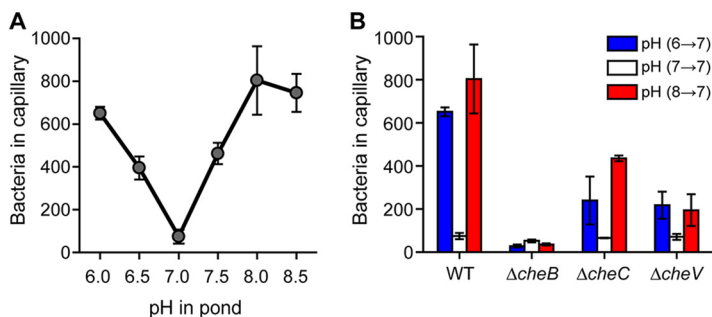 A
Bacteria in capillary
1000
800
600
400
200
0
6.0 6.5 7.0 7.5 8.0 8.5
pH in pond
B
Bacteria in capillary
1000
800
600
400
200
0
pH (6→7)
pH (7→7)
pH (8→7)
WT ΔcheB ΔcheC ΔcheV